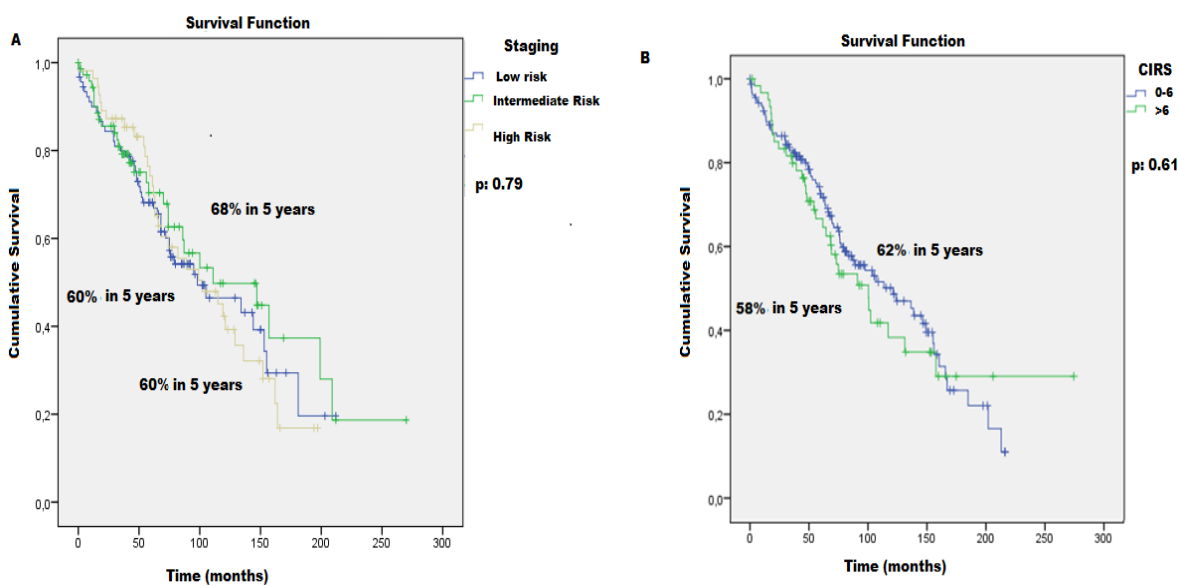 A
Survival Function
Cumulative Survival
1,0
0,8
0,6
0,4
0,2
0,0
0
50
100
150
200
250
300
Time (months)
68% in 5 years
60% in 5 years
60% in 5 years
Staging
Low risk
Intermediate Risk
High Risk
p: 0.79
B
Survival Function
Cumulative Survival
1,0
0,8
0,6
0,4
0,2
0,0
0
50
100
150
200
250
300
Time (months)
62% in 5 years
58% in 5 years
CIRS
0-6
>6
p: 0.61